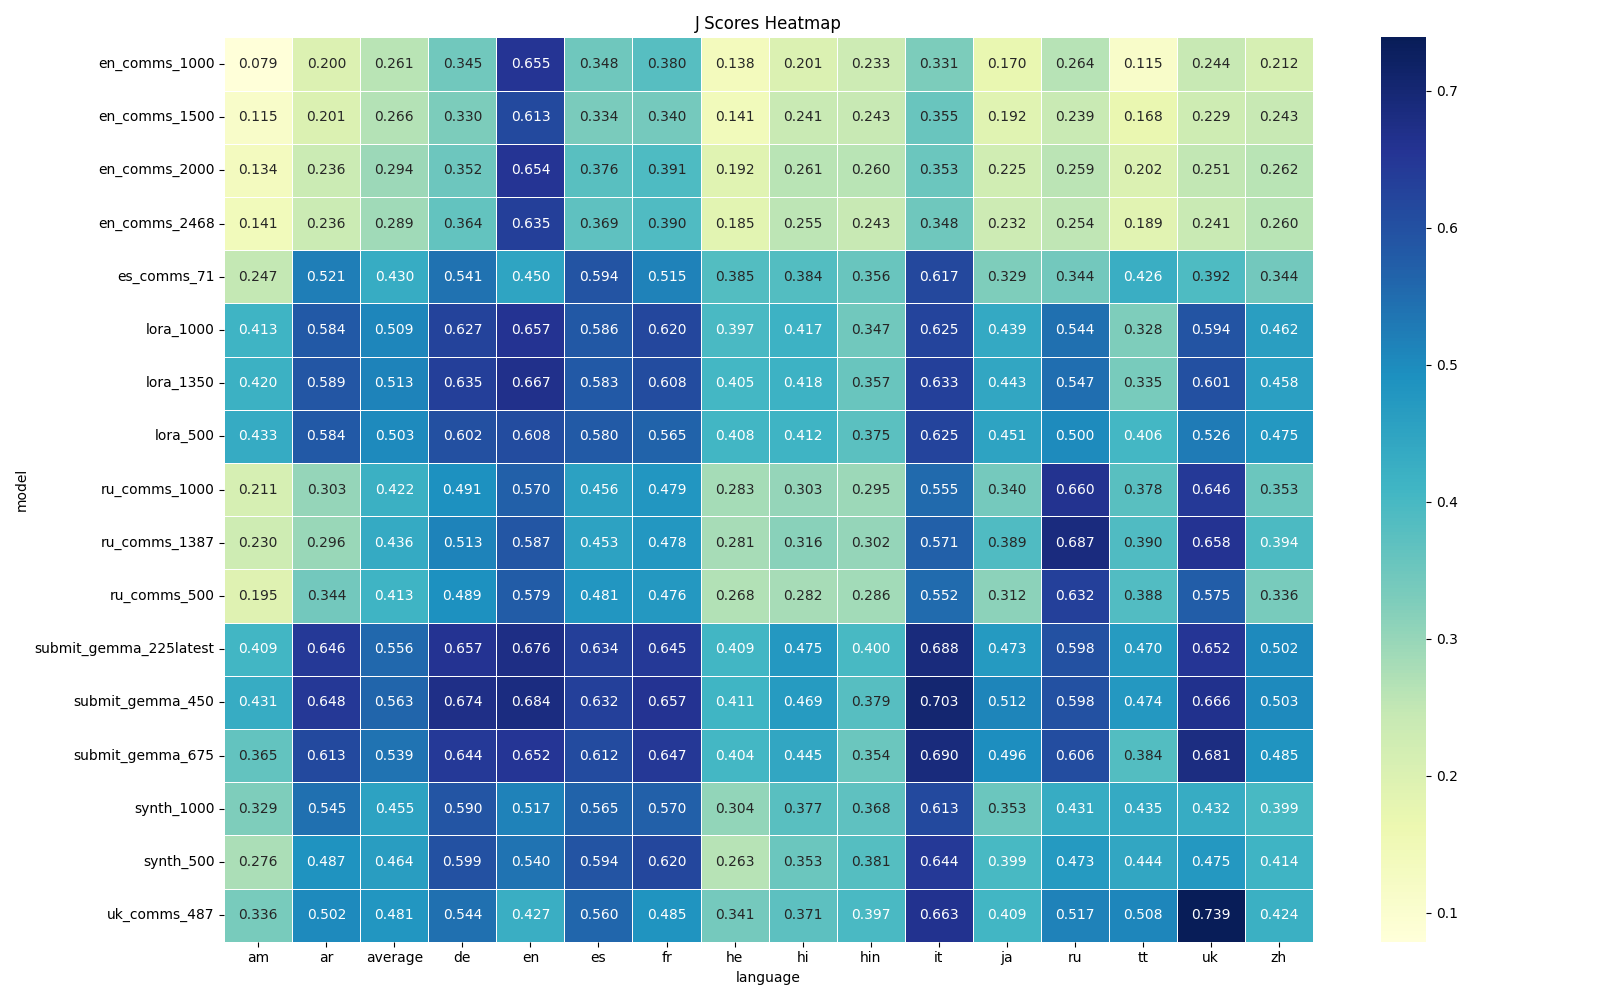 J Scores Heatmap
en_comms_1000 0.079 0.200 0.261 0.345 0.655 0.348 0.380 0.138 0.201 0.233 0.331 0.170 0.264 0.115 0.244 0.212
en_comms_1500 0.115 0.201 0.266 0.330 0.613 0.334 0.340 0.141 0.241 0.243 0.355 0.192 0.239 0.168 0.229 0.243
en_comms_2000 0.134 0.236 0.294 0.352 0.654 0.376 0.391 0.192 0.261 0.260 0.353 0.225 0.259 0.202 0.251 0.262
en_comms_2468 0.141 0.236 0.289 0.364 0.635 0.369 0.390 0.185 0.255 0.243 0.348 0.232 0.254 0.189 0.241 0.260
es_comms_71 0.247 0.521 0.430 0.541 0.450 0.594 0.515 0.385 0.384 0.356 0.617 0.329 0.344 0.426 0.392 0.344
lora_1000 0.413 0.584 0.509 0.627 0.657 0.586 0.620 0.397 0.417 0.347 0.625 0.439 0.544 0.328 0.594 0.462
lora_1350 0.420 0.589 0.513 0.635 0.667 0.583 0.608 0.405 0.418 0.357 0.633 0.443 0.547 0.335 0.601 0.458
lora_500 0.433 0.584 0.503 0.602 0.608 0.580 0.565 0.408 0.412 0.375 0.625 0.451 0.500 0.406 0.526 0.475
ru_comms_1000 0.211 0.303 0.422 0.491 0.570 0.456 0.479 0.283 0.303 0.295 0.555 0.340 0.660 0.378 0.646 0.353
ru_comms_1387 0.230 0.296 0.436 0.513 0.587 0.453 0.478 0.281 0.316 0.302 0.571 0.389 0.687 0.390 0.658 0.394
ru_comms_500 0.195 0.344 0.413 0.489 0.579 0.481 0.476 0.268 0.282 0.286 0.552 0.312 0.632 0.388 0.575 0.336
submit_gemma_225latest 0.409 0.646 0.556 0.657 0.676 0.634 0.645 0.409 0.475 0.400 0.688 0.473 0.598 0.470 0.652 0.502
submit_gemma_450 0.431 0.648 0.563 0.674 0.684 0.632 0.657 0.411 0.469 0.379 0.703 0.512 0.598 0.474 0.666 0.503
submit_gemma_675 0.365 0.613 0.539 0.644 0.652 0.612 0.647 0.404 0.445 0.354 0.690 0.496 0.606 0.384 0.681 0.485
synth_1000 0.329 0.545 0.455 0.590 0.517 0.565 0.570 0.304 0.377 0.368 0.613 0.353 0.431 0.435 0.432 0.399
synth_500 0.276 0.487 0.464 0.599 0.540 0.594 0.620 0.263 0.353 0.381 0.644 0.399 0.473 0.444 0.475 0.414
uk_comms_487 0.336 0.502 0.481 0.544 0.427 0.560 0.485 0.341 0.371 0.397 0.663 0.409 0.517 0.508 0.739 0.424
am ar average de en es fr he hi hin it ja ru tt uk zh
language
model
0.7
0.6
0.5
0.4
0.3
0.2
0.1